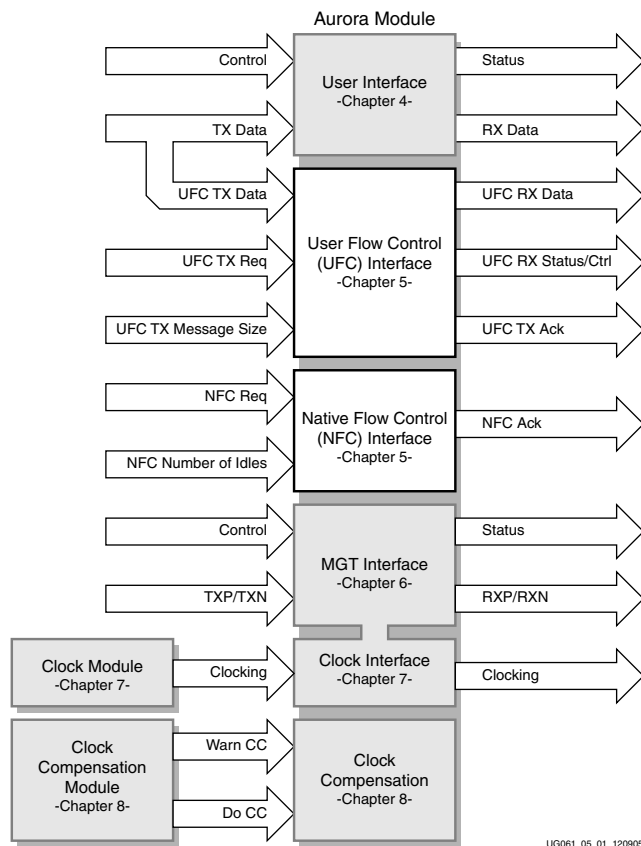 Aurora Module
Control
User Interface
-Chapter 4-
Status
TX Data
RX Data
UFC TX Data
User Flow Control
(UFC) Interface
-Chapter 5-
UFC RX Data
UFC TX Req
UFC RX Status/Ctrl
UFC TX Message Size
UFC TX Ack
NFC Req
Native Flow Control
(NFC) Interface
-Chapter 5-
NFC Ack
NFC Number of Idles
Control
MGT Interface
-Chapter 6-
Status
TXP/TXN
RXP/RXN
Clock Module
-Chapter 7-
Clocking
Clock Interface
-Chapter 7-
Clocking
Clock
Compensation
Module
-Chapter 8-
Warn CC
Do CC
Clock
Compensation
-Chapter 8-
UG061_05_01_120905